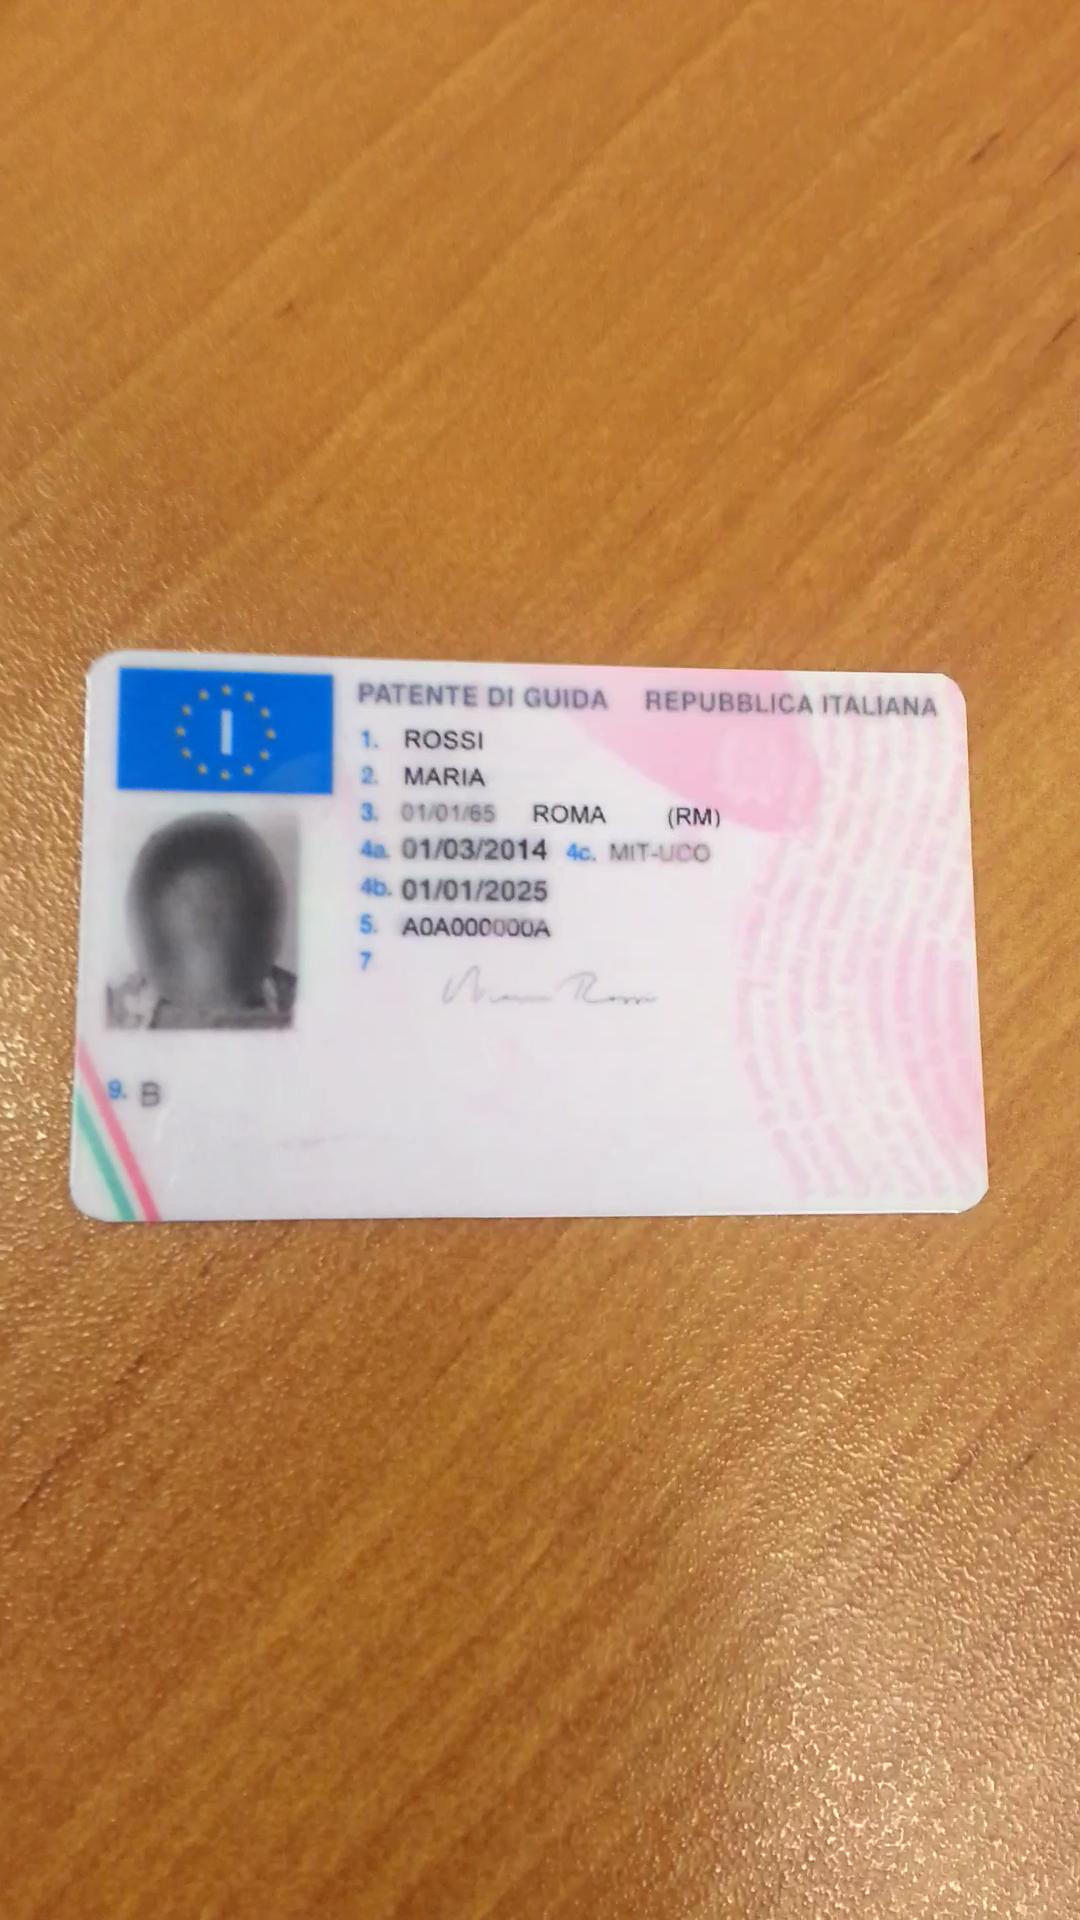 I
PATENTE DI GUIDA REPUBBLICA ITALIANA
1. ROSSI
2. MARIA
3. 01/01/65 ROMA (RM)
4a. 01/03/2014 4c. MIT-UCO
4b. 01/01/2025
5. A0A000000A
7
Maria Rossi
9. B